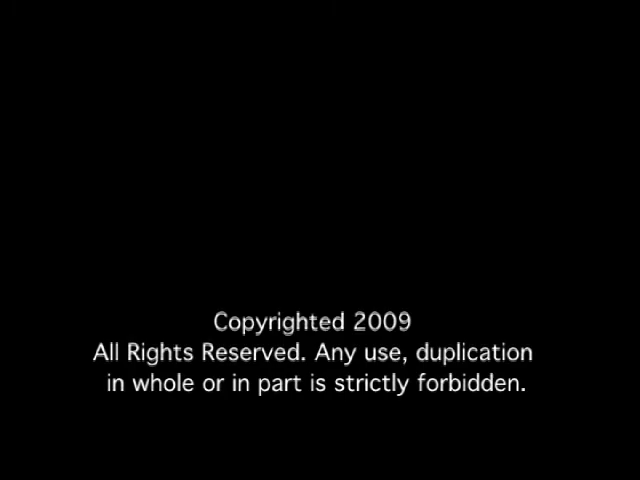 Copyrighted 2009
All Rights Reserved. Any use, duplication
in whole or in part is strictly forbidden.